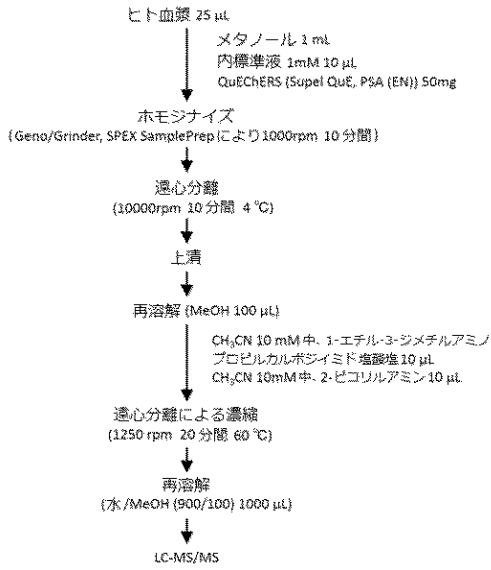 ヒト血漿 25 µL
メタノール 1 mL
内標準液 1mM 10 µL
QuEChERS (Supel QuE, PSA (EN)) 50mg
ホモジナイズ
(Geno/Grinder, SPEX SamplePrepにより1000rpm 10 分間)
遠心分離
(10000rpm 10 分間 4 ℃)
上清
再溶解 (MeOH 100 µL)
CH₃CN 10 mM 中、1-エチル-3-ジメチルアミノ
プロピルカルボジイミド塩酸塩 10 µL
CH₃CN 10mM 中、2-ピコリルアミン 10 µL
遠心分離による濃縮
(1250 rpm 20 分間 60 ℃)
再溶解
(水/MeOH (900/100) 1000 µL)
LC-MS/MS